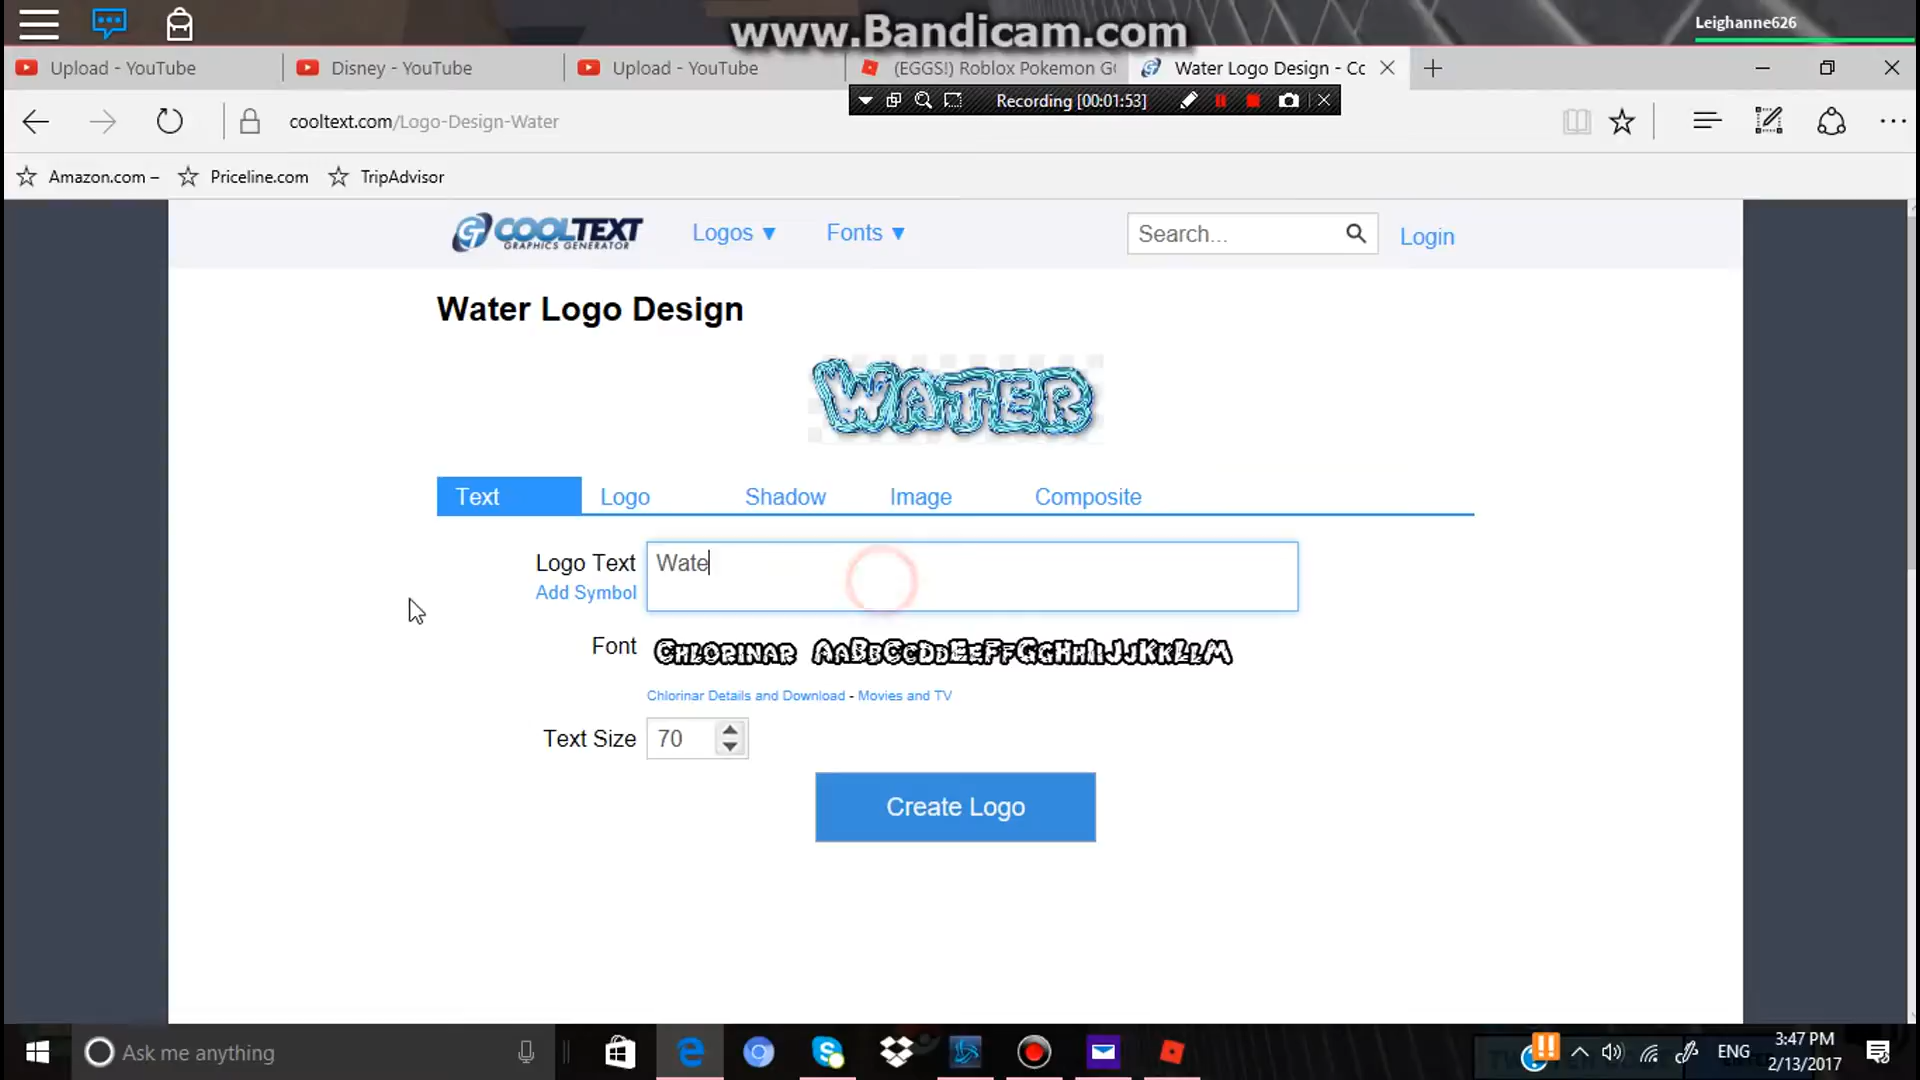 www.Bandicam.com
Leighanne626
Upload - YouTube
Disney - YouTube
Upload - YouTube
(EGGS!) Roblox Pokemon G
Water Logo Design - Cc
Recording [00:01:53]
cooltext.com/Logo-Design-Water
Amazon.com –
Priceline.com
TripAdvisor
COOLTEXT
GRAPHICS GENERATOR
Logos ▼
Fonts ▼
Search...
Login
Water Logo Design
WATER
Text
Logo
Shadow
Image
Composite
Logo Text
Wate
Add Symbol
Font
Chlorinar AaBbCcDdEeFfGgHhIiJjKkLlM
Chlorinar Details and Download - Movies and TV
Text Size
70
Create Logo
Ask me anything
ENG
3:47 PM
2/13/2017